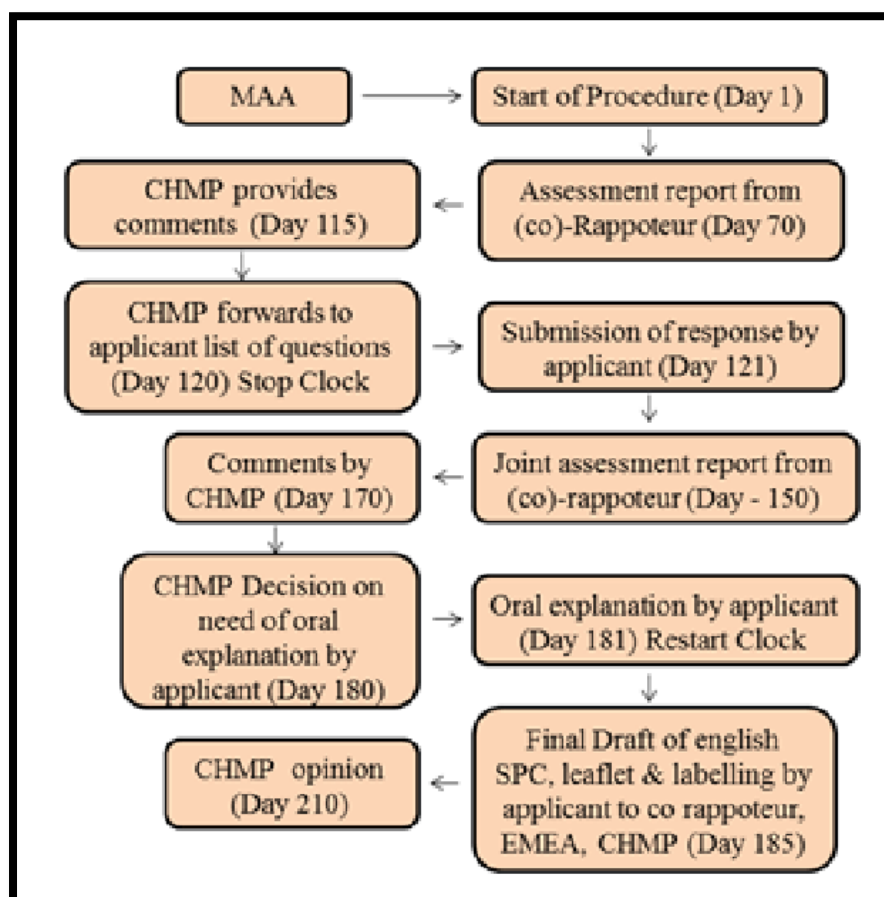 MAA
Start of Procedure (Day 1)
Assessment report from
(co)-Rappoteur (Day 70)
CHMP provides
comments (Day 115)
CHMP forwards to
applicant list of questions
(Day 120) Stop Clock
Submission of response by
applicant (Day 121)
Joint assessment report from
(co)-rappoteur (Day - 150)
Comments by
CHMP (Day 170)
CHMP Decision on
need of oral
explanation by
applicant (Day 180)
Oral explanation by applicant
(Day 181) Restart Clock
Final Draft of english
SPC, leaflet & labelling by
applicant to co rappoteur,
EMEA, CHMP (Day 185)
CHMP opinion
(Day 210)